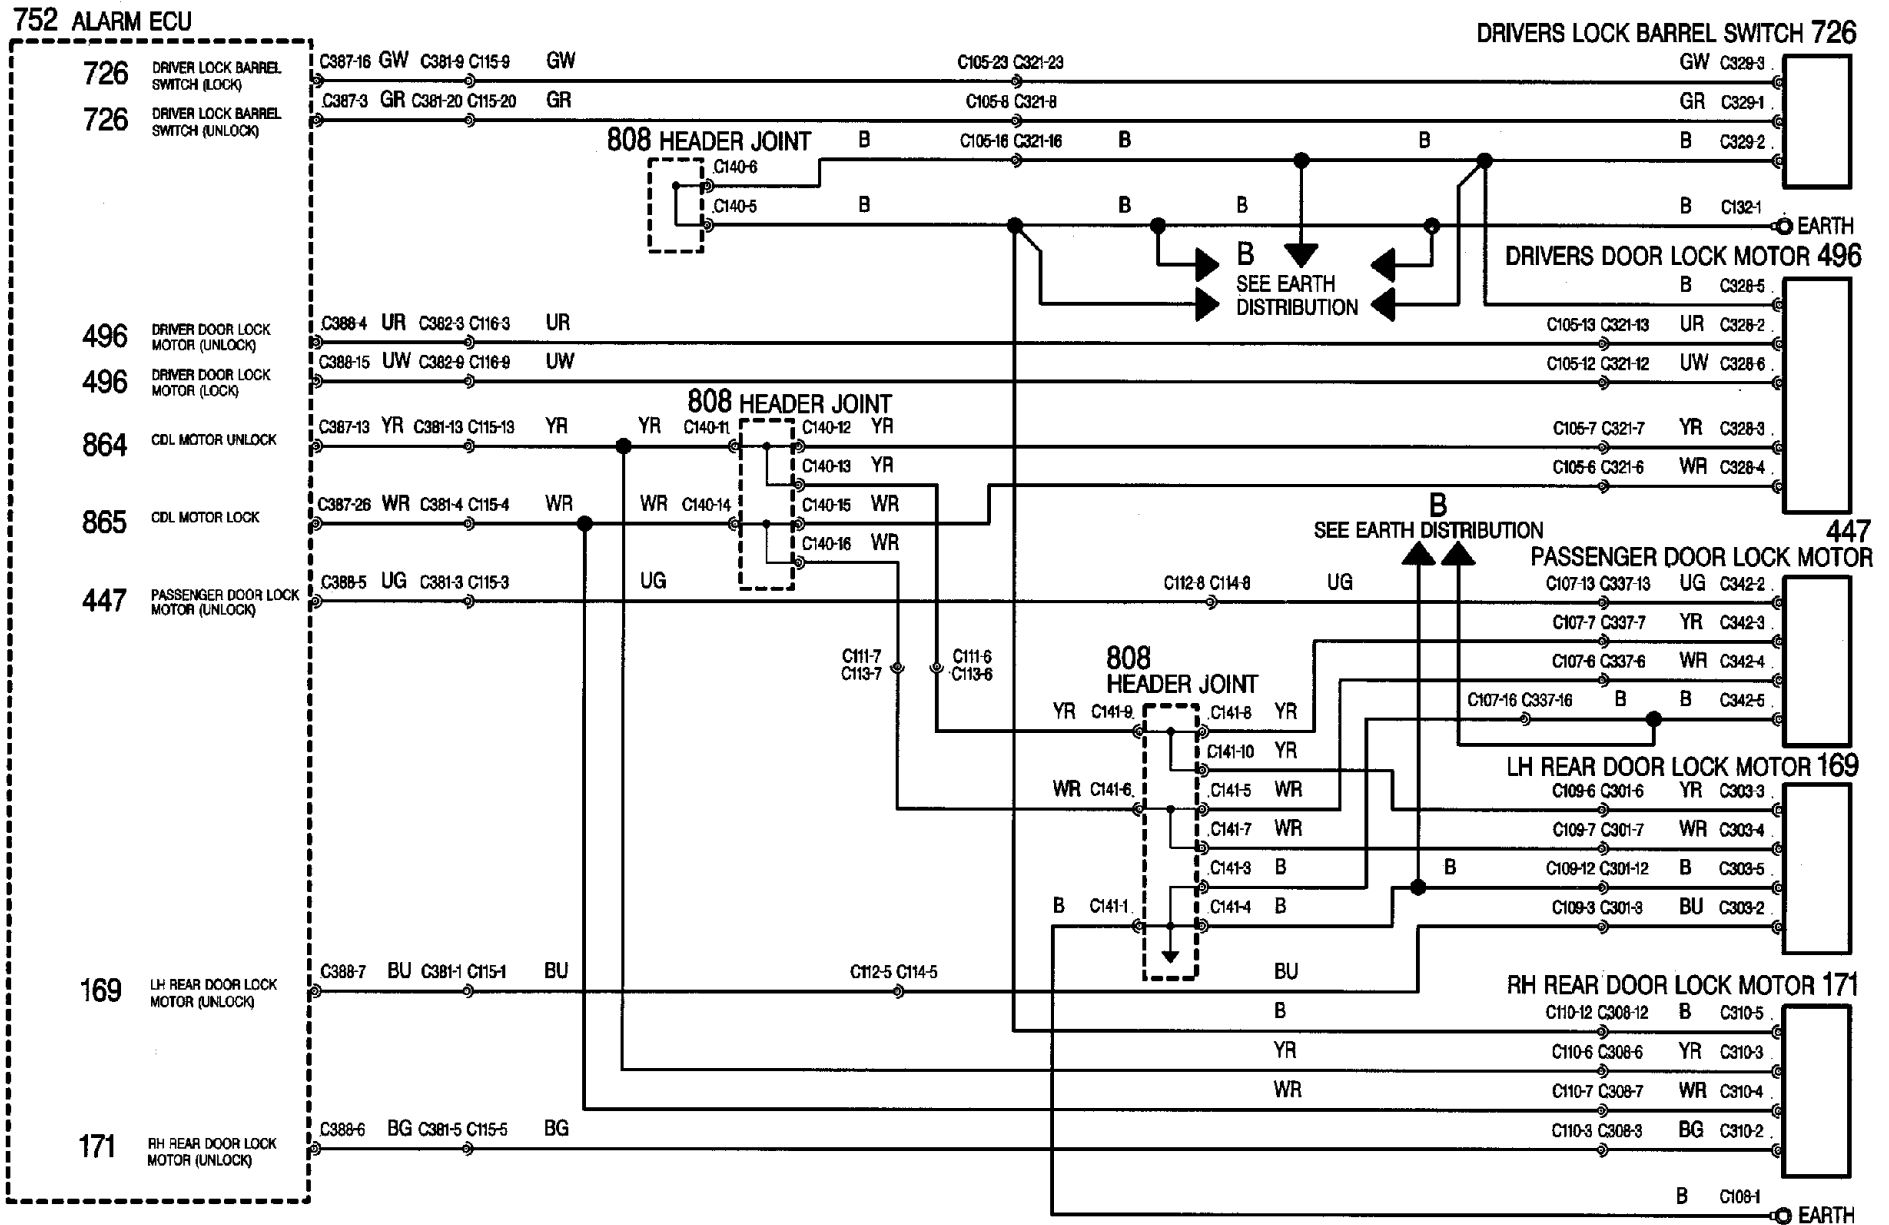 752 ALARM ECU
DRIVERS LOCK BARREL SWITCH 726
726 DRIVER LOCK BARREL
SWITCH (LOCK)
C387-16 GW C381-9 C115-9 GW C105-23 C321-23 GW C329-3
726 DRIVER LOCK BARREL
SWITCH (UNLOCK)
C387-3 GR C381-20 C115-20 GR C105-8 C321-8 GR C329-1
808 HEADER JOINT B C105-16 C321-16 B B B C329-2
C140-6
C140-5 B B B B C132-1
EARTH
B
SEE EARTH
DISTRIBUTION
DRIVERS DOOR LOCK MOTOR 496
B C328-5
496 DRIVER DOOR LOCK
MOTOR (UNLOCK)
C388-4 UR C382-3 C116-3 UR C105-13 C321-13 UR C328-2
496 DRIVER DOOR LOCK
MOTOR (LOCK)
C388-15 UW C382-9 C116-9 UW C105-12 C321-12 UW C328-6
808 HEADER JOINT
864 CDL MOTOR UNLOCK
C387-13 YR C381-13 C115-13 YR YR C140-11 C140-12 YR C105-7 C321-7 YR C328-3
C140-13 YR C105-6 C321-6 WR C328-4
865 CDL MOTOR LOCK
C387-26 WR C381-4 C115-4 WR WR C140-14 C140-15 WR
C140-16 WR
B
SEE EARTH DISTRIBUTION
447
PASSENGER DOOR LOCK MOTOR
447 PASSENGER DOOR LOCK
MOTOR (UNLOCK)
C388-5 UG C381-3 C115-3 UG C112-8 C114-8 UG C107-13 C337-13 UG C342-2
C107-7 C337-7 YR C342-3
C111-7
C113-7
C111-6
C113-6
C107-6 C337-6 WR C342-4
808
HEADER JOINT
C107-16 C337-16 B B C342-5
YR C141-9 C141-8 YR
C141-10 YR
LH REAR DOOR LOCK MOTOR 169
WR C141-6 C141-5 WR C109-6 C301-6 YR C303-3
C141-7 WR C109-7 C301-7 WR C303-4
C141-3 B B C109-12 C301-12 B C303-5
B C141-1 C141-4 B C109-3 C301-3 BU C303-2
169 LH REAR DOOR LOCK
MOTOR (UNLOCK)
C388-7 BU C381-1 C115-1 BU C112-5 C114-5 BU
RH REAR DOOR LOCK MOTOR 171
B C110-12 C308-12 B C310-5
YR C110-6 C308-6 YR C310-3
WR C110-7 C308-7 WR C310-4
171 RH REAR DOOR LOCK
MOTOR (UNLOCK)
C388-6 BG C381-5 C115-5 BG C110-3 C308-3 BG C310-2
B C108-1
EARTH